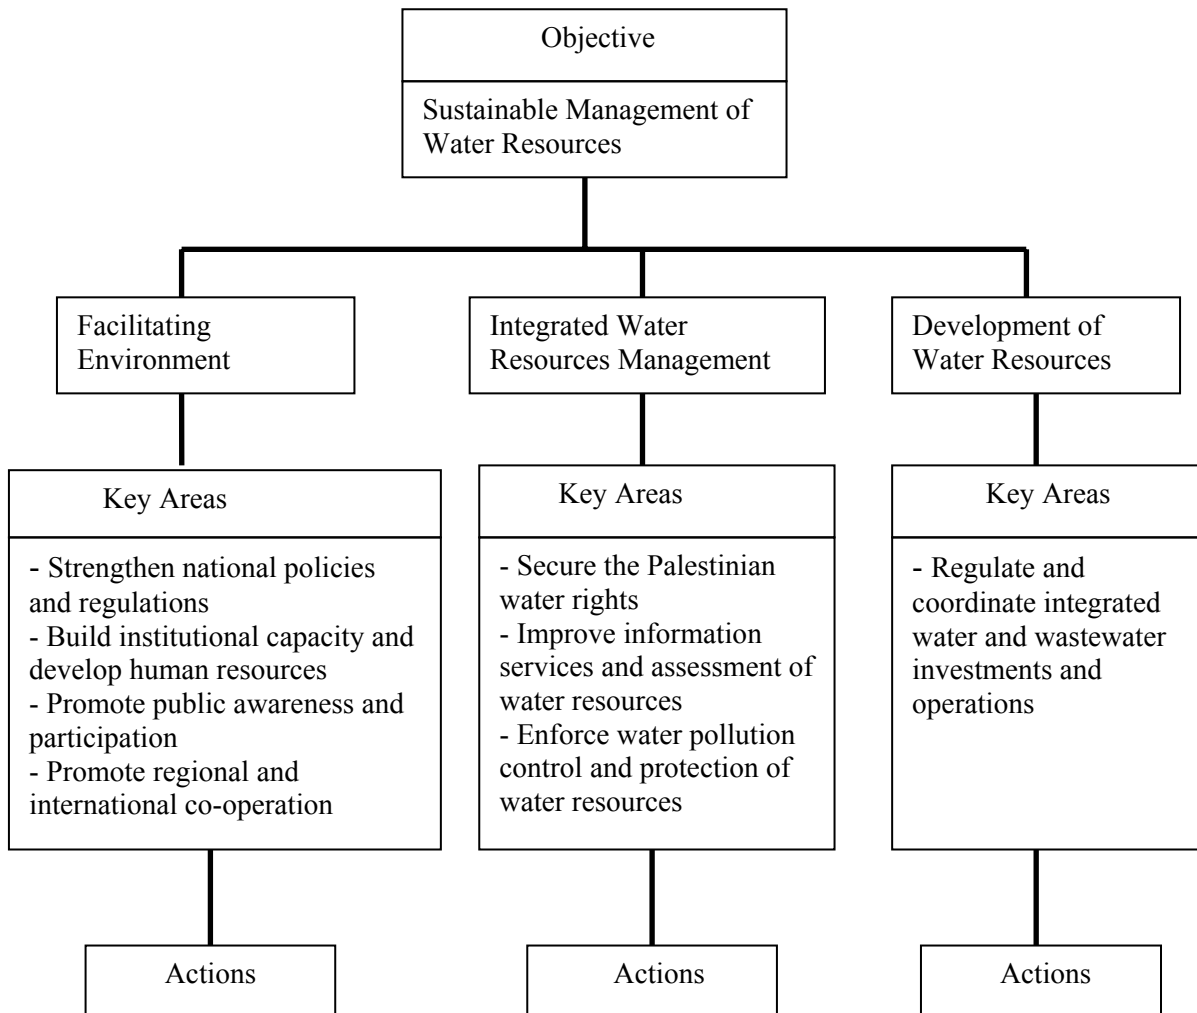 Objective
Sustainable Management of
Water Resources
Facilitating
Environment
Integrated Water
Resources Management
Development of
Water Resources
Key Areas
- Strengthen national policies
and regulations
- Build institutional capacity and
develop human resources
- Promote public awareness and
participation
- Promote regional and
international co-operation
Key Areas
- Secure the Palestinian
water rights
- Improve information
services and assessment of
water resources
- Enforce water pollution
control and protection of
water resources
Key Areas
- Regulate and
coordinate integrated
water and wastewater
investments and
operations
Actions
Actions
Actions